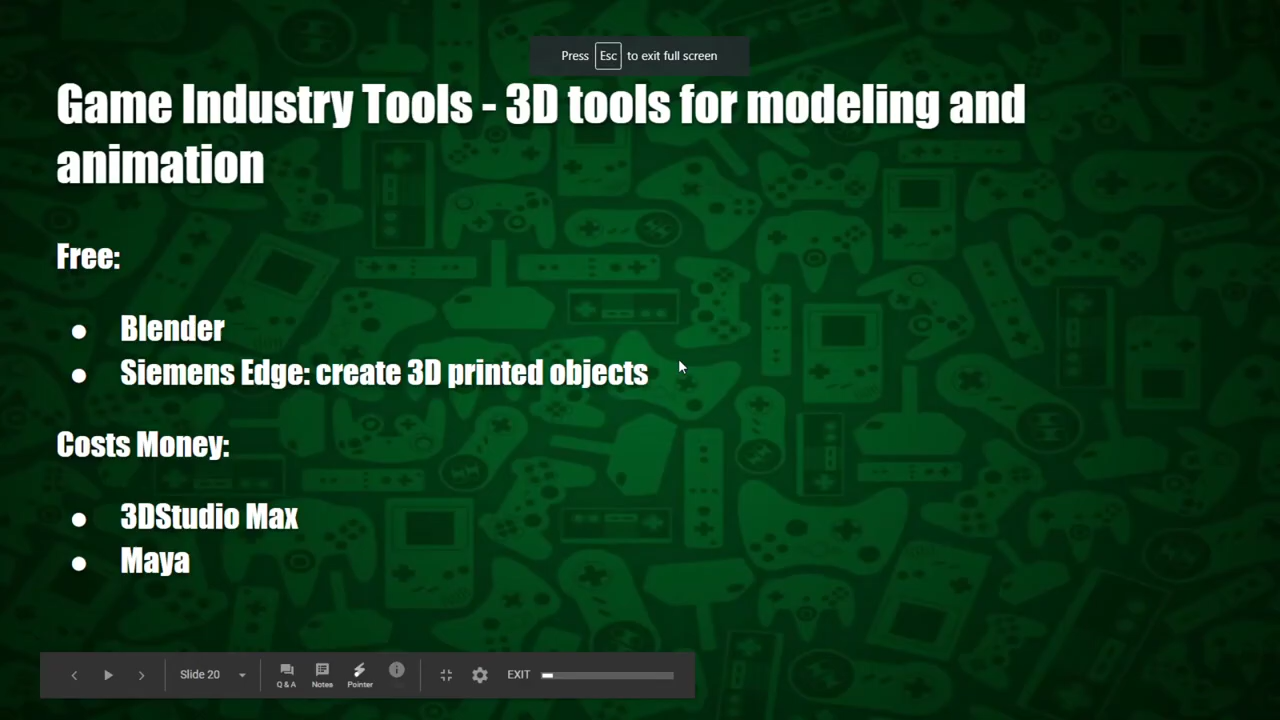 Press Esc to exit full screen
Game Industry Tools - 3D tools for modeling and
animation
Free:
● Blender
● Siemens Edge: create 3D printed objects
Costs Money:
● 3DStudio Max
● Maya
Slide 20
Q & A
Notes
Pointer
EXIT